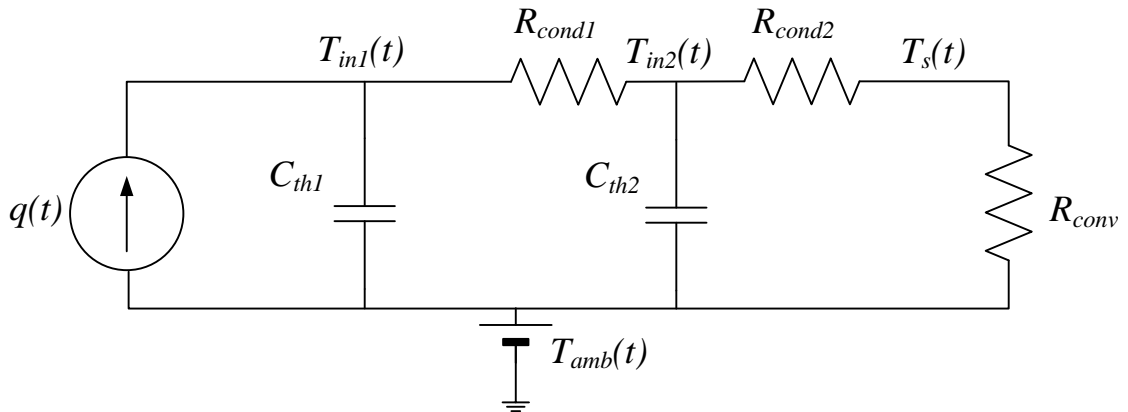 R_cond1
R_cond2
T_in1(t)
T_in2(t)
T_s(t)
C_th1
C_th2
q(t)
R_conv
T_amb(t)